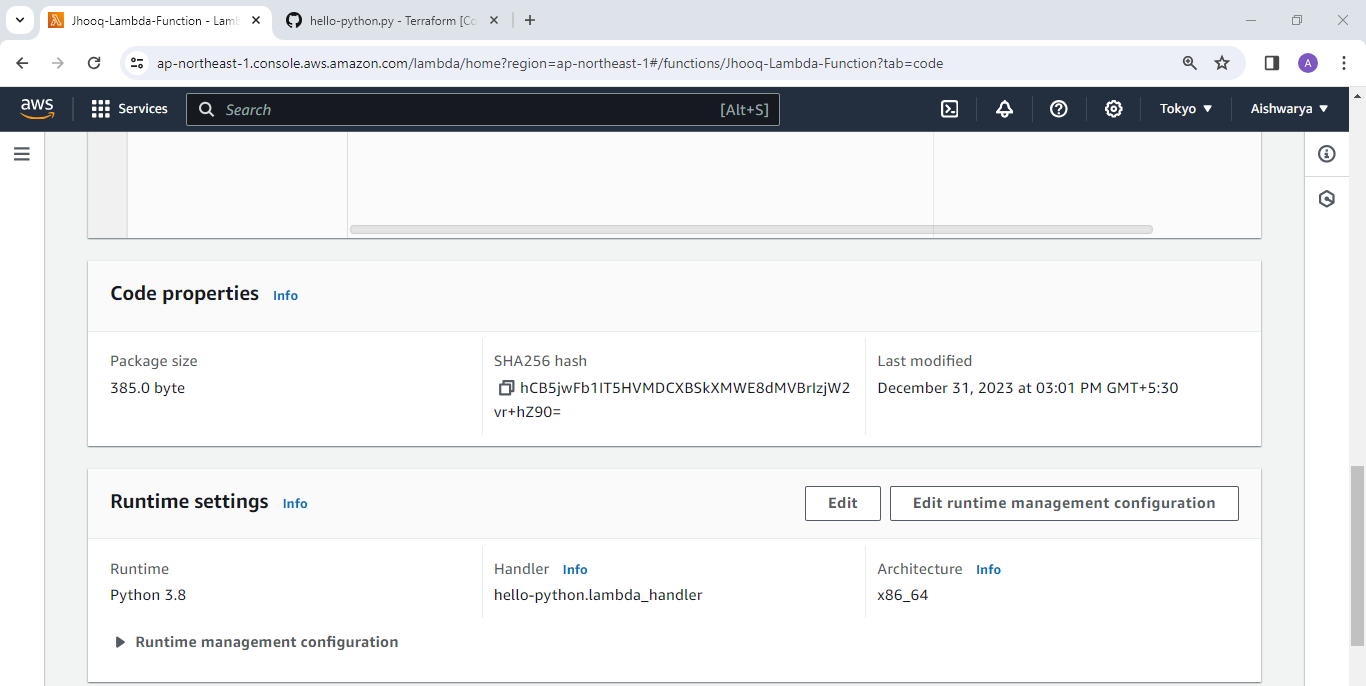 Jhooq-Lambda-Function - Lamb
hello-python.py - Terraform [Co
ap-northeast-1.console.aws.amazon.com/lambda/home?region=ap-northeast-1#/functions/Jhooq-Lambda-Function?tab=code
A
aws
Services
Search
[Alt+S]
Tokyo
Aishwarya
Code properties Info
Package size
385.0 byte
SHA256 hash
hCB5jwFb1IT5HVMDCXBSkXMWE8dMVBrIzjW2
vr+hZ90=
Last modified
December 31, 2023 at 03:01 PM GMT+5:30
Runtime settings Info
Edit
Edit runtime management configuration
Runtime
Python 3.8
Handler Info
hello-python.lambda_handler
Architecture Info
x86_64
Runtime management configuration